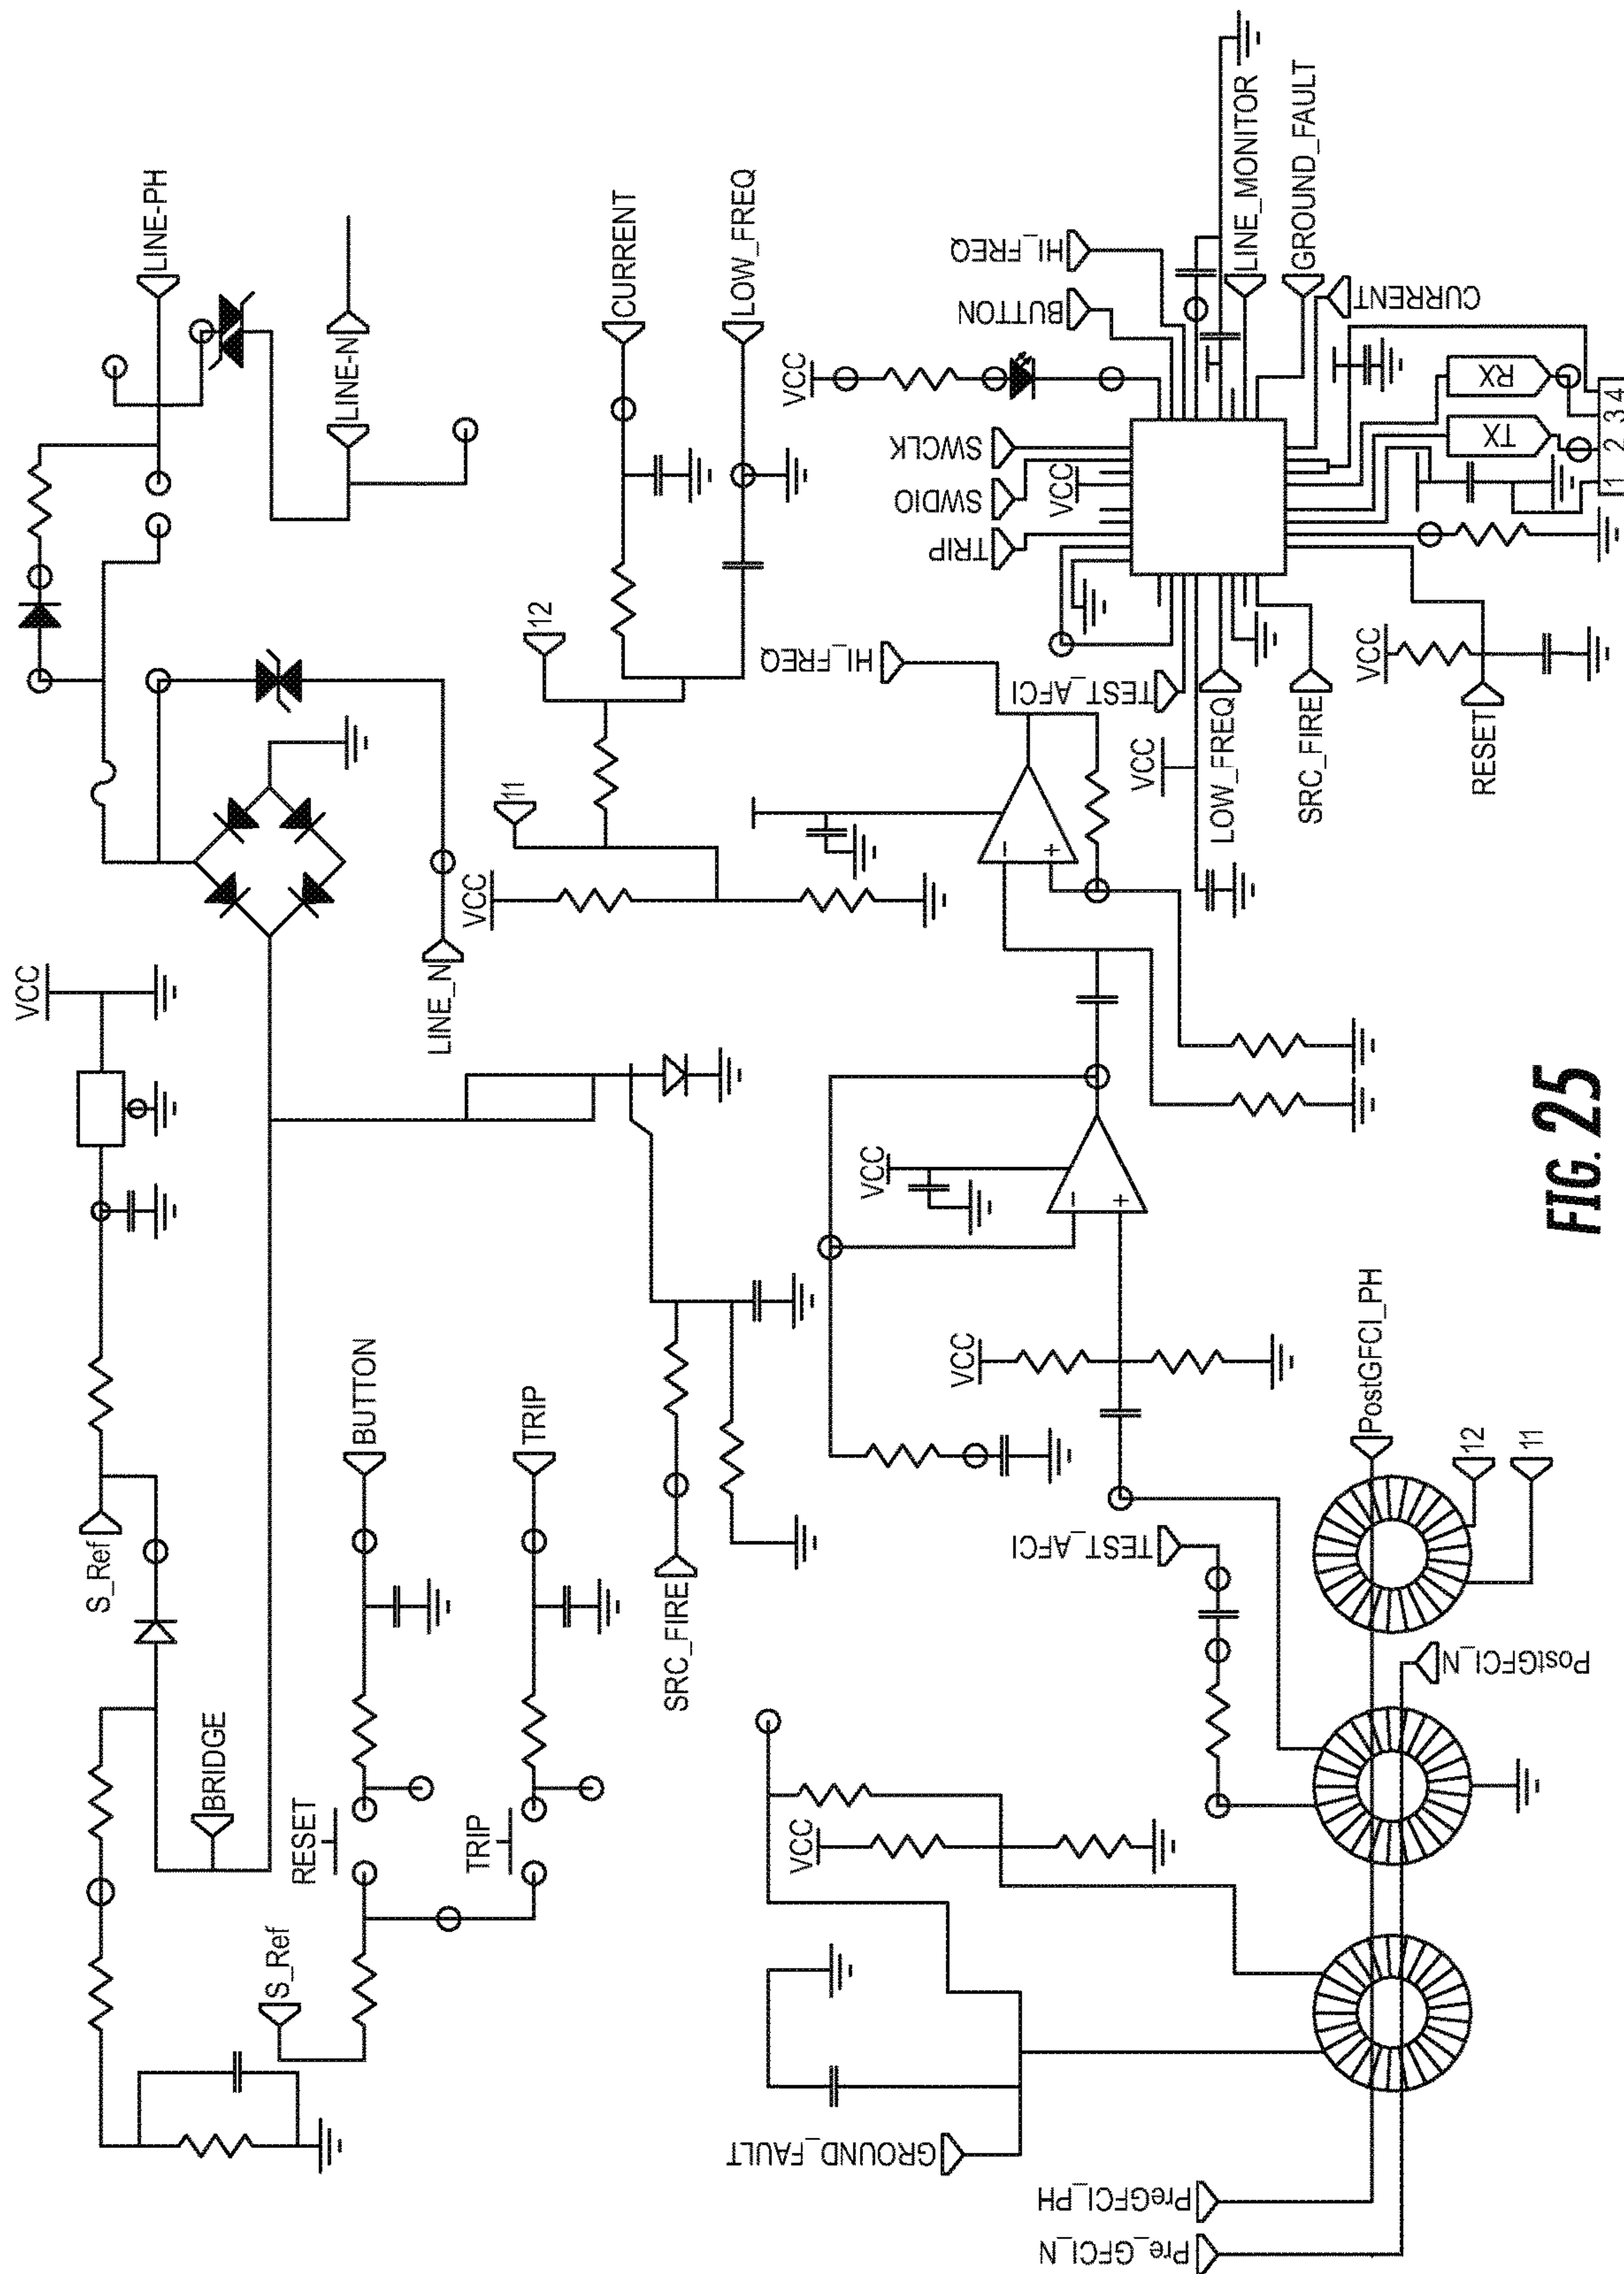 LINE-PH
LINE-N
VCC
S_Ref
BRIDGE
LINE_N
S_Ref
RESET
BUTTON
TRIP
TRIP
SRC_FIRE
VCC
11
12
CURRENT
LOW_FREQ
HI_FREQ
VCC
- +
- +
VCC
TEST_AFCI
VCC
GROUND_FAULT
PreGFCI_PH
Pre_GFCI_N
PostGFCI_PH
PostGFCI_N
12
11
TRIP
SWDIO
VCC
SWCLK
VCC
BUTTON
HI_FREQ
LINE_MONITOR
GROUND_FAULT
CURRENT
TEST_AFCI
VCC
LOW_FREQ
SRC_FIRE
VCC
RESET
TX
RX
1 2 3 4
FIG. 25